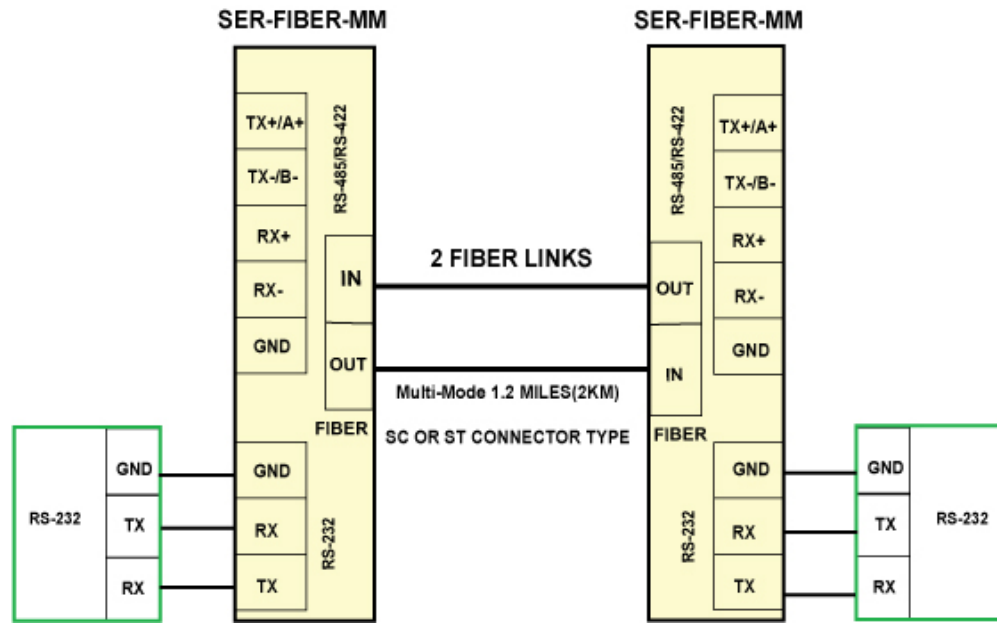 SER-FIBER-MM
SER-FIBER-MM
TX+/A+
TX-/B-
RX+
RX-
GND
RS-485/RS-422
IN
OUT
FIBER
GND
RX
TX
RS-232
RS-232
GND
TX
RX
2 FIBER LINKS
Multi-Mode 1.2 MILES(2KM)
SC OR ST CONNECTOR TYPE
RS-485/RS-422
TX+/A+
TX-/B-
RX+
RX-
GND
OUT
IN
FIBER
RS-232
GND
RX
TX
GND
TX
RX
RS-232